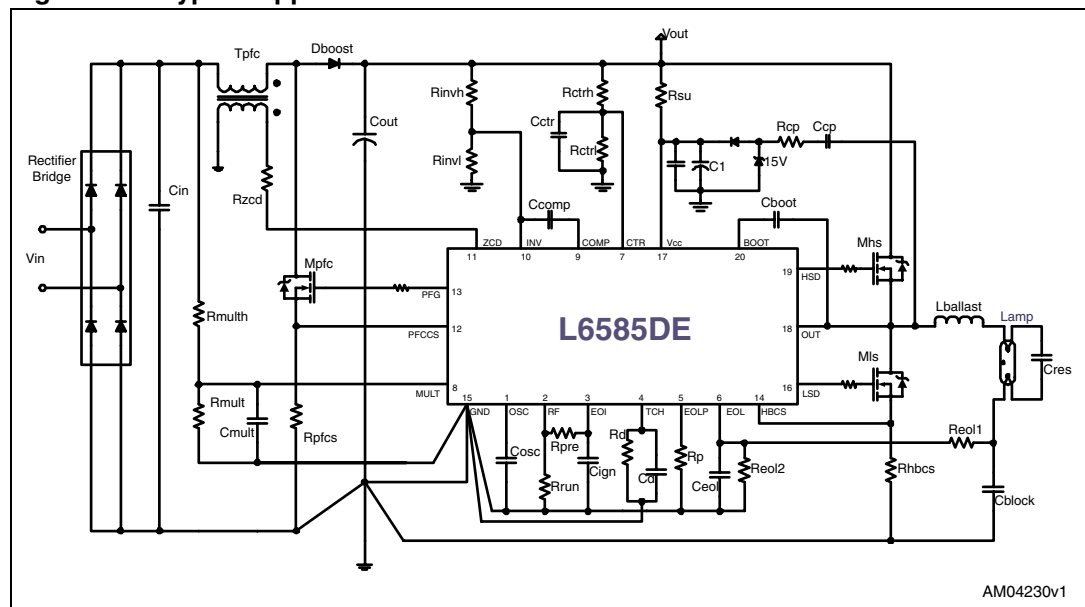 Vout
Tpfc
Dboost
Rinvh
Rctrh
Rsu
Cctr
Rctrl
Rcp
Ccp
Cout
Rinvl
C1
15V
Rectifier
Bridge
Cin
Rzcd
Ccomp
Cboot
ZCD
INV
COMP
CTR
Vcc
BOOT
11
10
9
7
17
20
Mhs
Vin
Mpfc
19
HSD
PFG
13
Lballast
Lamp
L6585DE
Rmulth
12
PFCCS
18
OUT
Mls
Cres
8
MULT
16
LSD
15
1
2
3
4
5
6
14
GND
OSC
RF
EOI
TCH
EOLP
EOL
HBCS
Rmult
Cmult
Rpfcs
Cosc
Rpre
Rd
Rp
Reol1
Rrun
Cign
Cd
Ceol
Reol2
Rhbcs
Cblock
AM04230v1